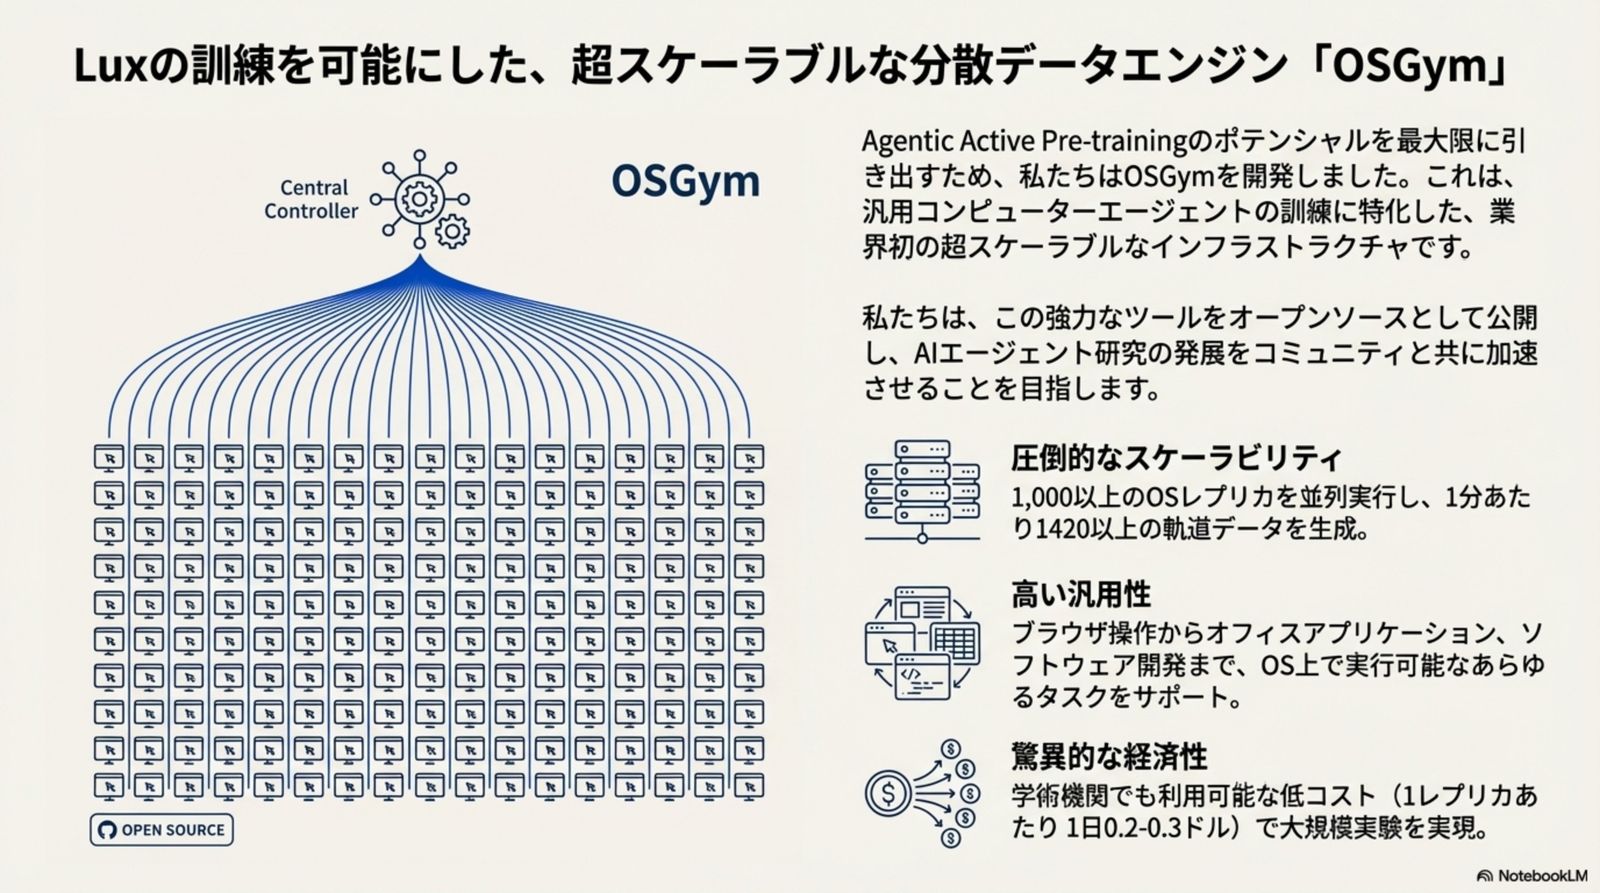 Luxの訓練を可能にした、超スケーラブルな分散データエンジン「OSGym」
Central
Controller
OSGym
OPEN SOURCE
Agentic Active Pre-trainingのポテンシャルを最大限に引
き出すため、私たちはOSGymを開発しました。これは、
汎用コンピューターエージェントの訓練に特化した、業
界初の超スケーラブルなインフラストラクチャです。
私たちは、この強力なツールをオープンソースとして公開
し、AIエージェント研究の発展をコミュニティと共に加速
させることを目指します。
圧倒的なスケーラビリティ
1,000以上のOSレプリカを並列実行し、1分あた
り1420以上の軌道データを生成。
高い汎用性
ブラウザ操作からオフィスアプリケーション、ソ
フトウェア開発まで、OS上で実行可能なあらゆ
るタスクをサポート。
驚異的な経済性
学術機関でも利用可能な低コスト（1レプリカあ
たり 1日0.2-0.3ドル）で大規模実験を実現。
NotebookLM